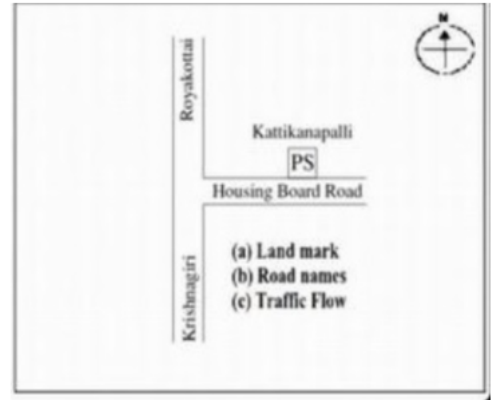 N
Royakottai
Kattikanapalli
PS
Housing Board Road
Krishnagiri
(a) Land mark
(b) Road names
(c) Traffic Flow